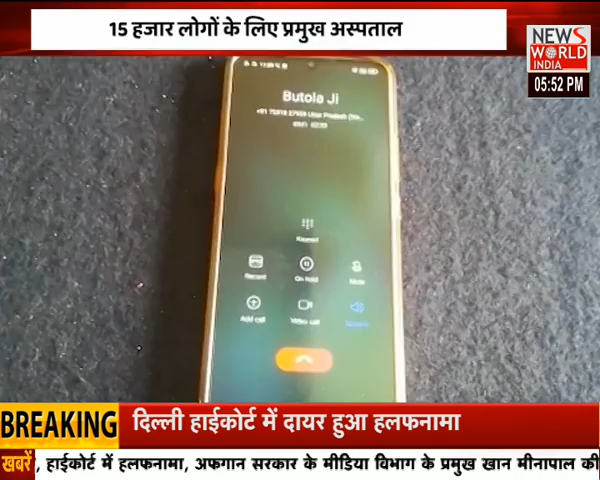 15 हजार लोगों के लिए प्रमुख अस्पताल
NEWS
WORLD
INDIA
05:52 PM
Butola Ji
Keypad
Record
On hold
Mute
Add call
Video call
Speaker
BREAKING
दिल्ली हाईकोर्ट में दायर हुआ हलफनामा
खबरें , हाईकोर्ट में हलफनामा, अफगान सरकार के मीडिया विभाग के प्रमुख खान मीनापाल की